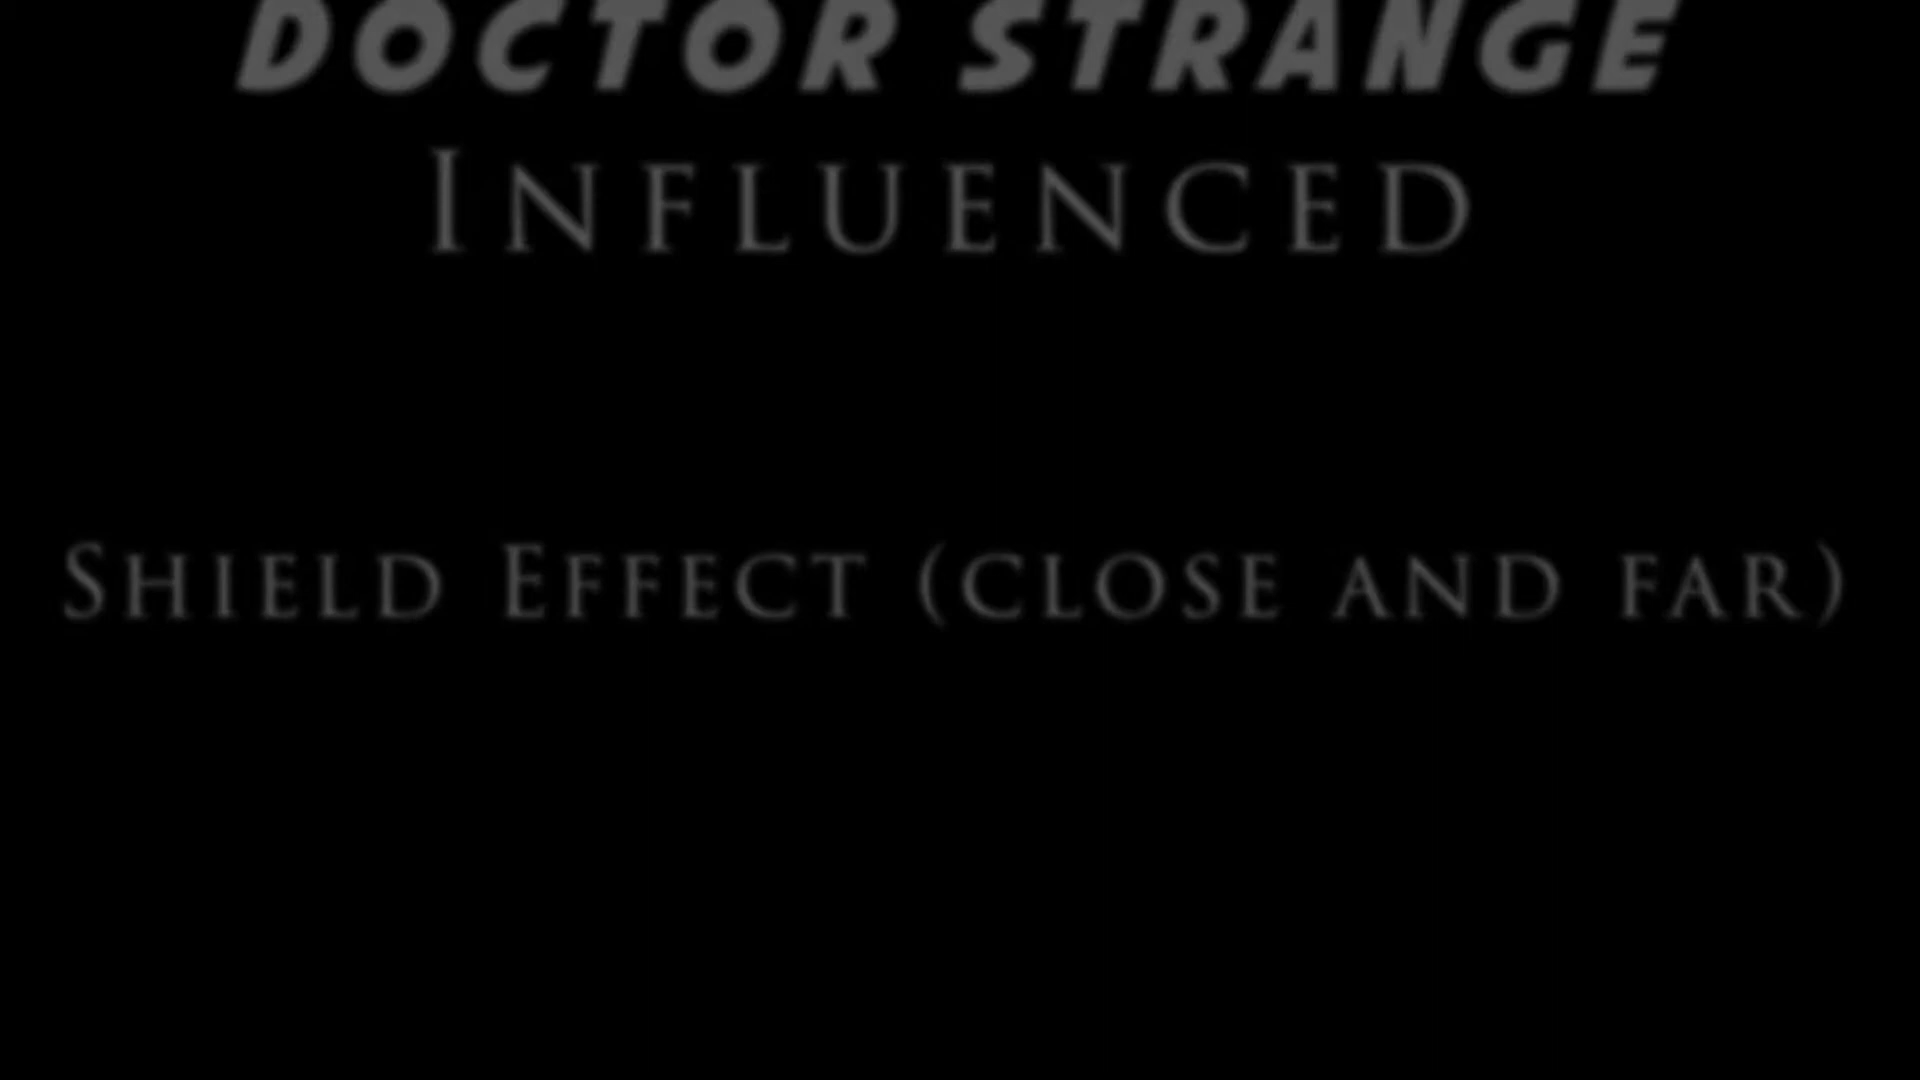 DOCTOR STRANGE
INFLUENCED
SHIELD EFFECT (CLOSE AND FAR)